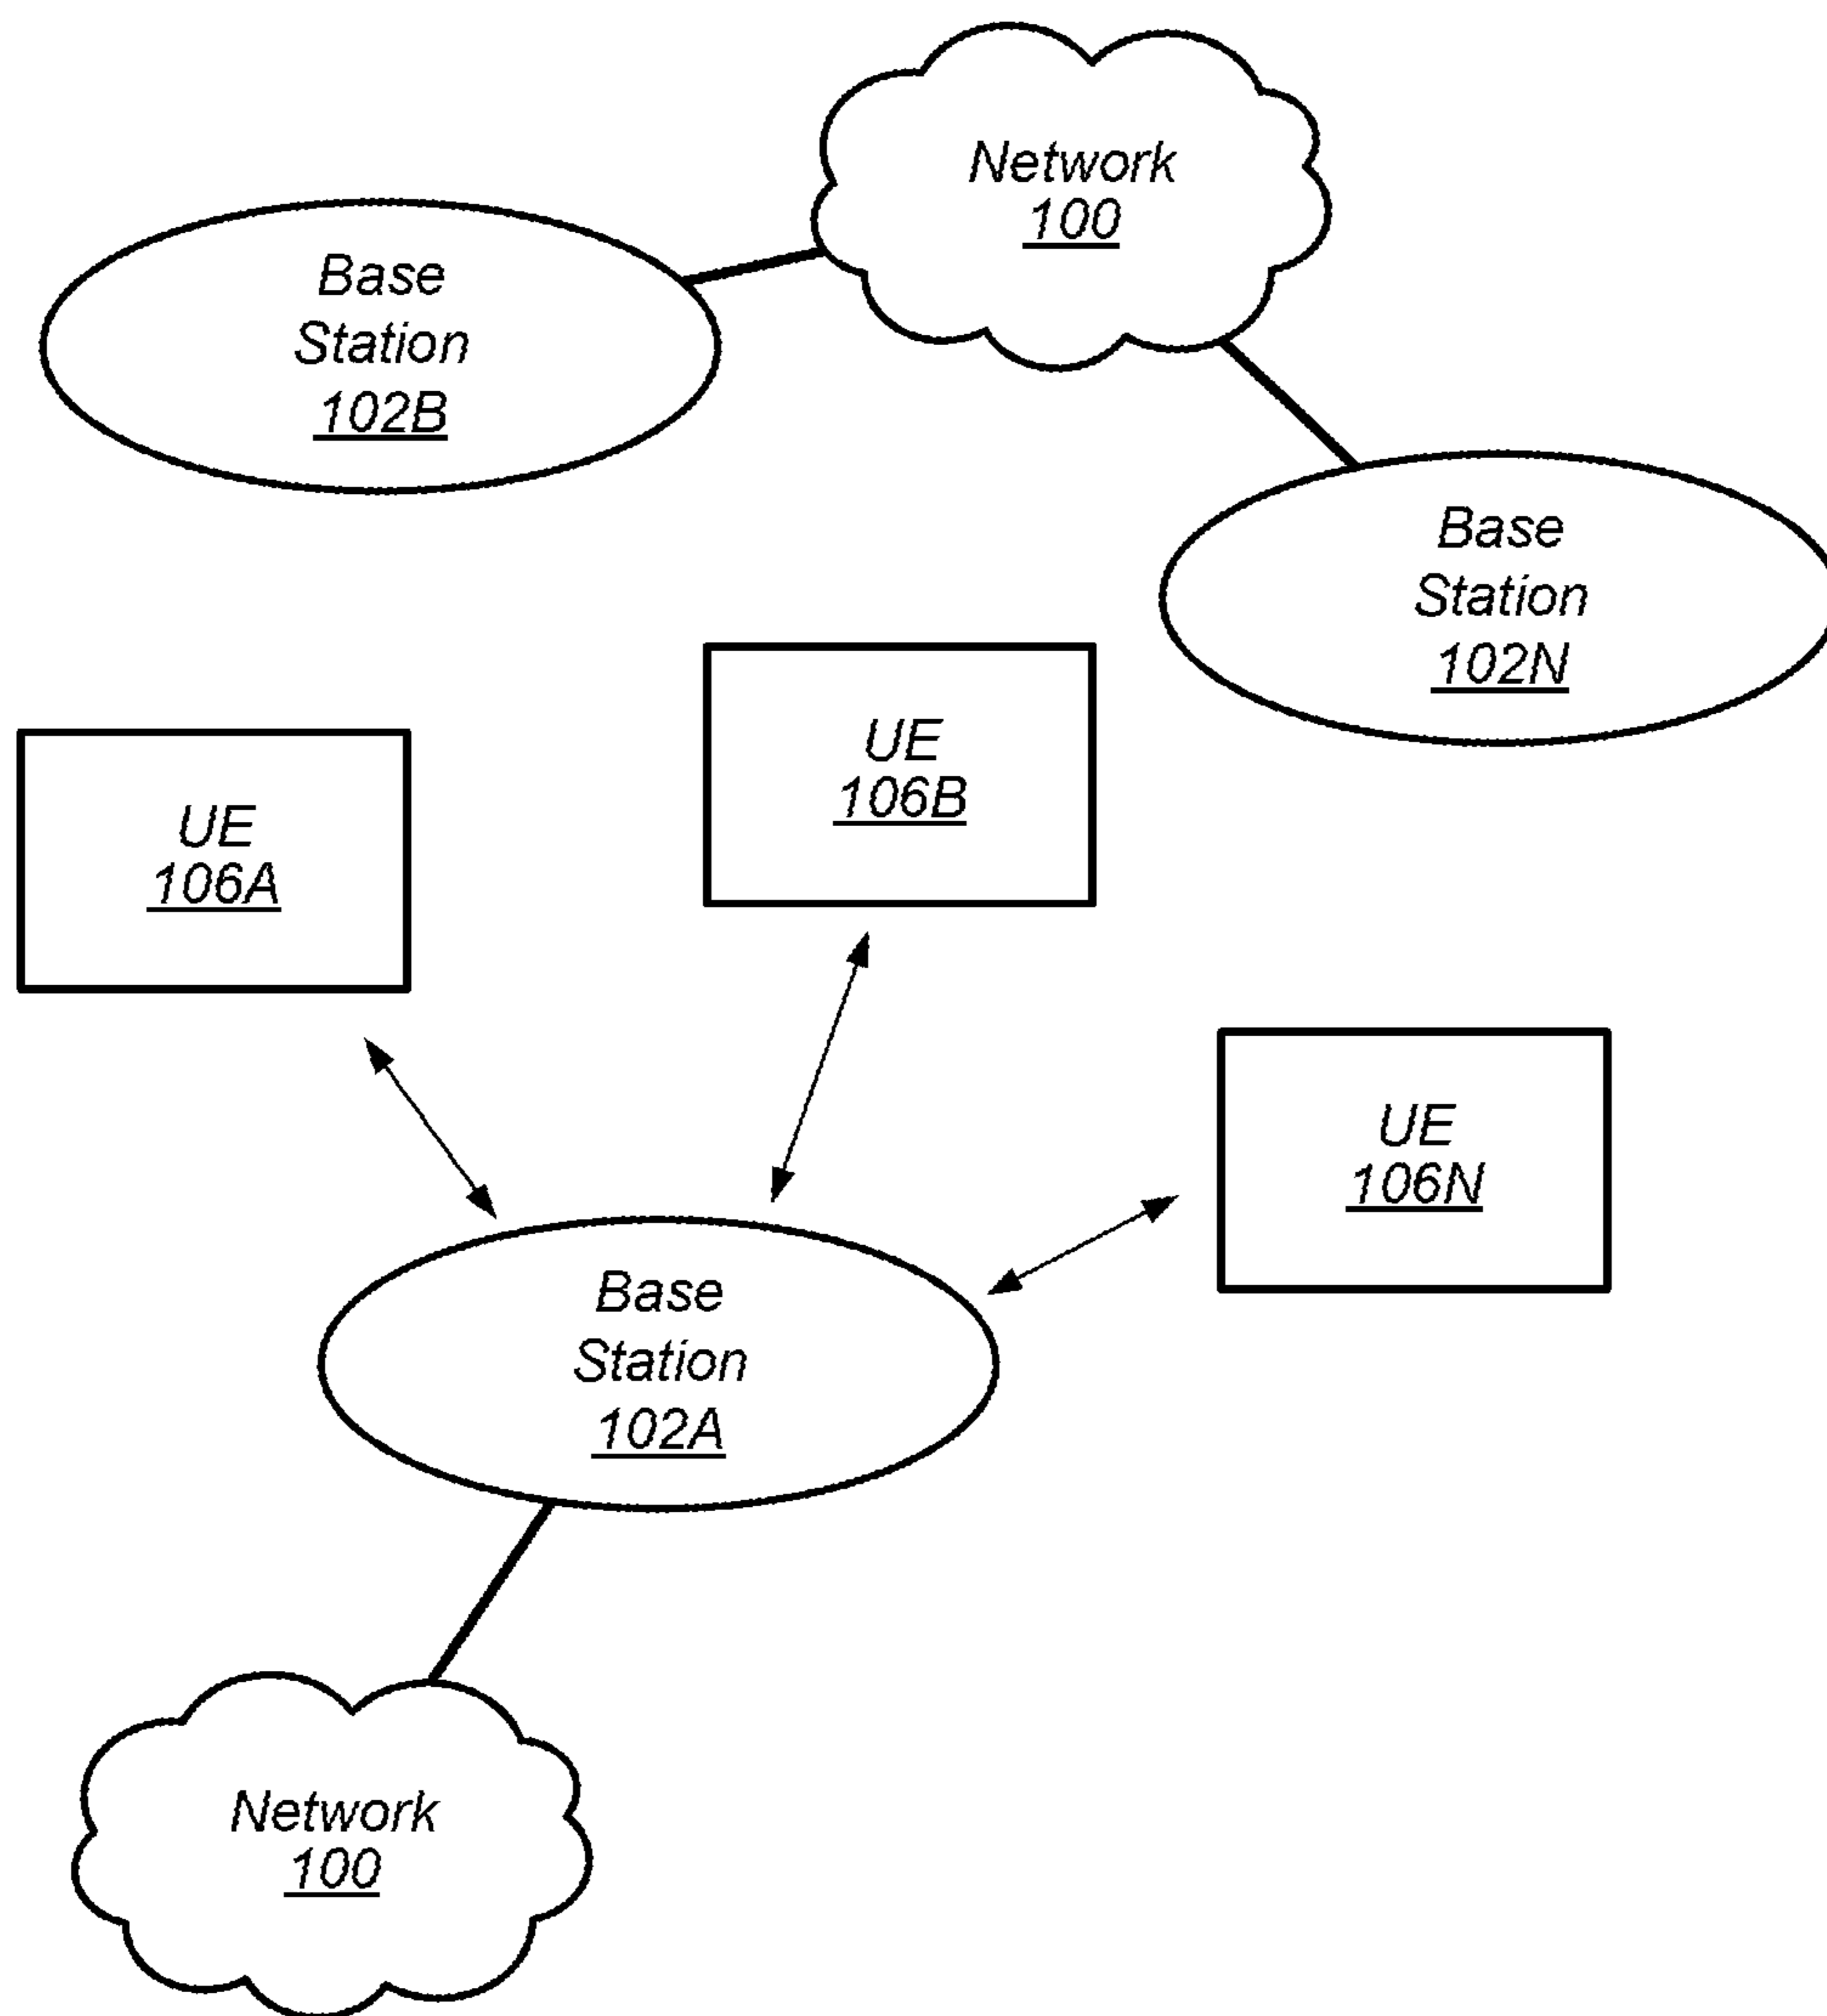 Network
100
Base
Station
102B
Base
Station
102N
UE
106B
UE
106A
UE
106N
Base
Station
102A
Network
100